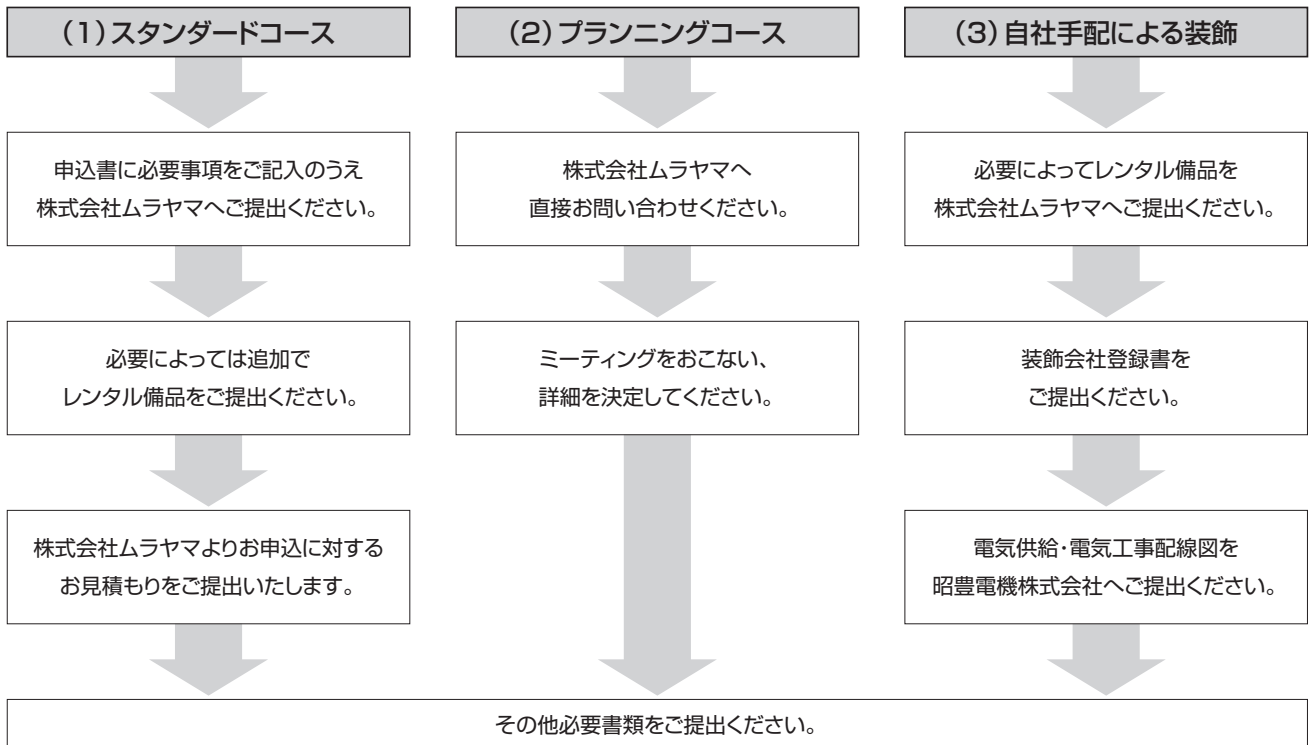 (1)スタンダードコース
申込書に必要事項をご記入のうえ
株式会社ムラヤマへご提出ください。
必要によっては追加で
レンタル備品をご提出ください。
株式会社ムラヤマよりお申込に対する
お見積もりをご提出いたします。
(2)プランニングコース
株式会社ムラヤマへ
直接お問い合わせください。
ミーティングをおこない、
詳細を決定してください。
(3)自社手配による装飾
必要によってレンタル備品を
株式会社ムラヤマへご提出ください。
装飾会社登録書を
ご提出ください。
電気供給・電気工事配線図を
昭豊電機株式会社へご提出ください。
その他必要書類をご提出ください。